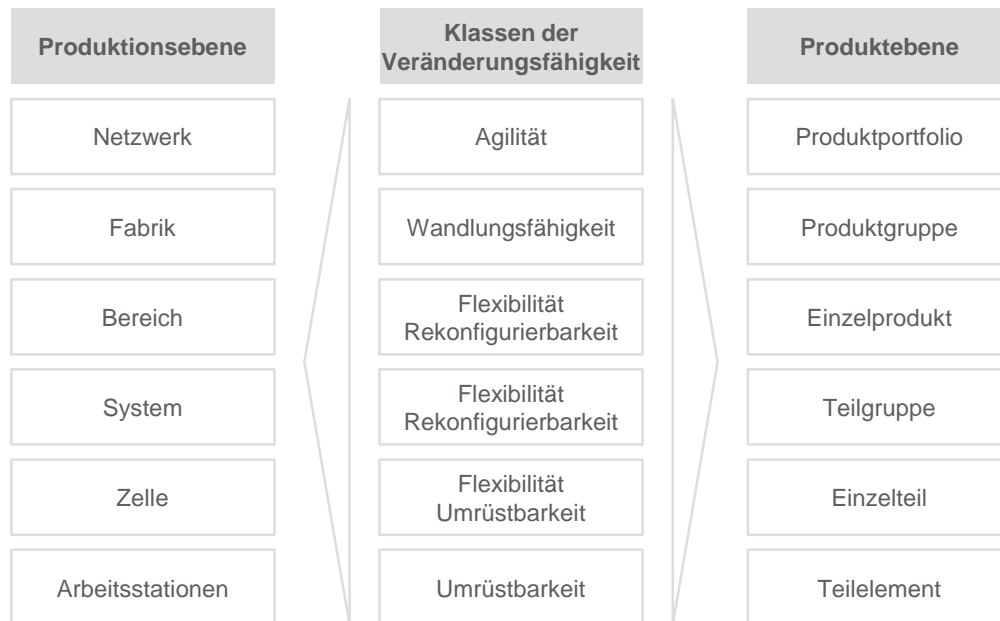 Produktionsebene
Klassen der
Veränderungsfähigkeit
Produktebene
Netzwerk
Agilität
Produktportfolio
Fabrik
Wandlungsfähigkeit
Produktgruppe
Bereich
Flexibilität
Rekonfigurierbarkeit
Einzelprodukt
System
Flexibilität
Rekonfigurierbarkeit
Teilgruppe
Zelle
Flexibilität
Umrüstbarkeit
Einzelteil
Arbeitsstationen
Umrüstbarkeit
Teilelement